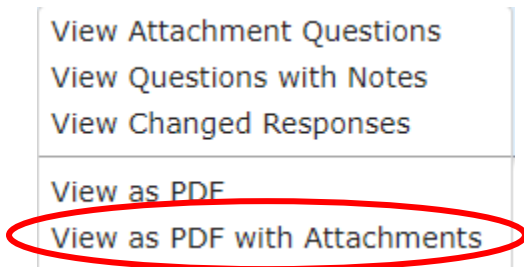 View Attachment Questions
View Questions with Notes
View Changed Responses
View as PDF
View as PDF with Attachments